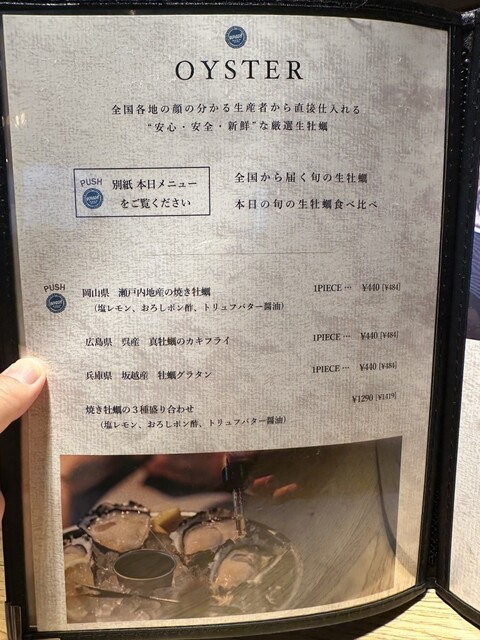 OYSTER
全国各地の顔の分かる生産者から直接仕入れる
“安心・安全・新鮮”な厳選生牡蠣
PUSH
別紙 本日メニュー
をご覧ください
全国から届く旬の生牡蠣
本日の旬の生牡蠣食べ比べ
PUSH
岡山県 瀬戸内地産の焼き牡蠣 1PIECE … ¥440 [¥484]
（塩レモン、おろしポン酢、トリュフバター醤油）
広島県 呉産 真牡蠣のカキフライ 1PIECE … ¥440 [¥484]
兵庫県 坂越産 牡蠣グラタン 1PIECE … ¥440 [¥484]
焼き牡蠣の３種盛り合わせ ¥1290 [¥1419]
（塩レモン、おろしポン酢、トリュフバター醤油）